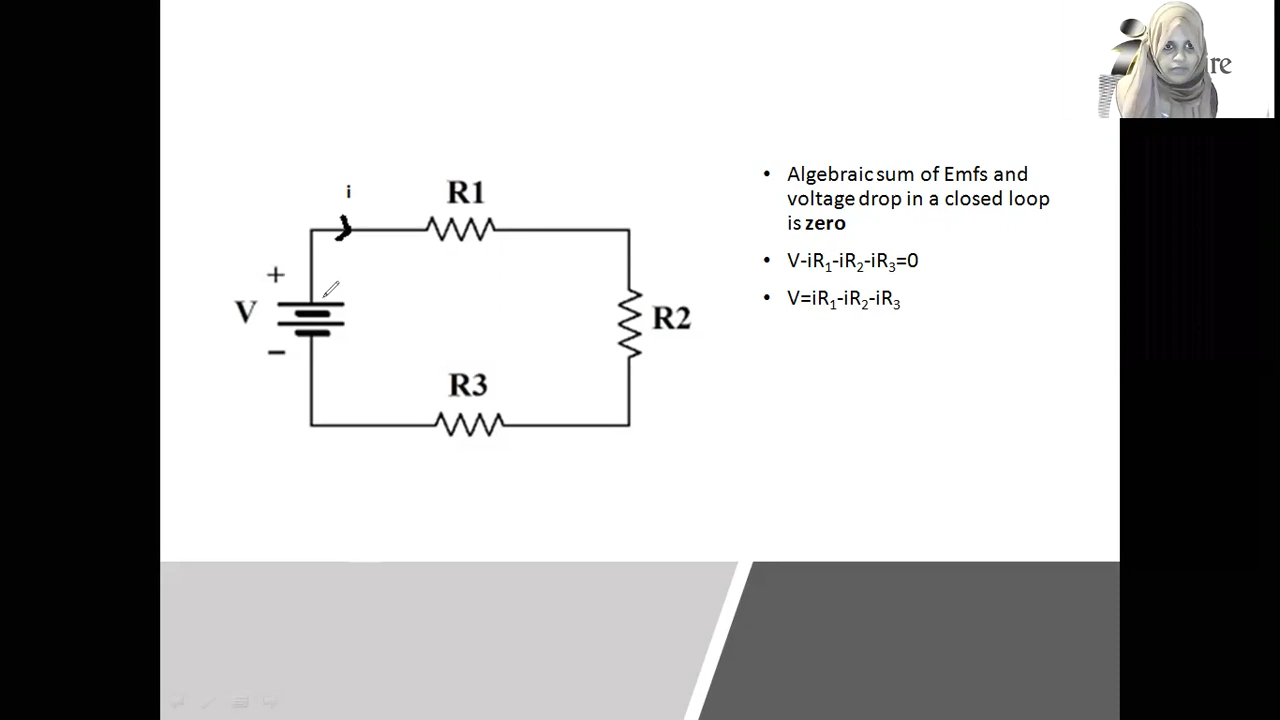 ire
i
R1
+
V
−
R2
R3
• Algebraic sum of Emfs and
voltage drop in a closed loop
is zero
• V-iR₁-iR₂-iR₃=0
• V=iR₁-iR₂-iR₃